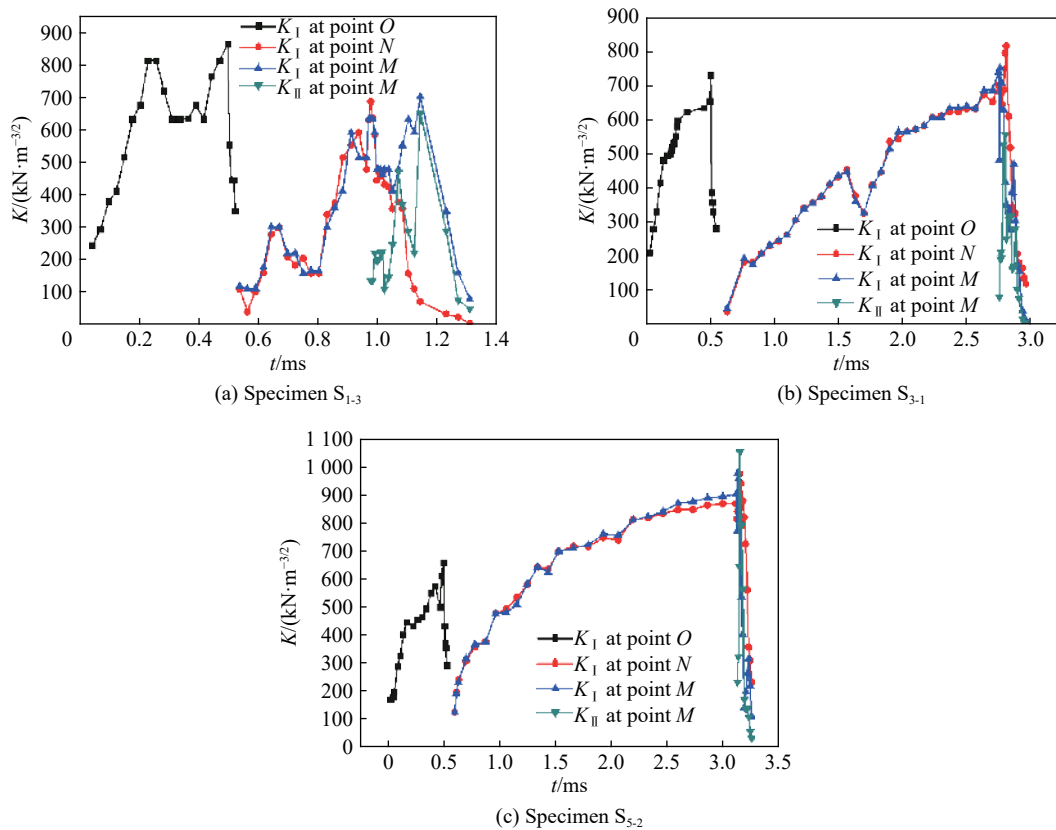 900
800
700
600
500
400
300
200
100
0
K/(kN·m⁻³ᐟ²)
K_I at point O
K_I at point N
K_I at point M
K_II at point M
0 0.2 0.4 0.6 0.8 1.0 1.2 1.4
t/ms
(a) Specimen S₁₋₃
900
800
700
600
500
400
300
200
100
0
K/(kN·m⁻³ᐟ²)
K_I at point O
K_I at point N
K_I at point M
K_II at point M
0 0.5 1.0 1.5 2.0 2.5 3.0
t/ms
(b) Specimen S₃₋₁
1 100
1 000
900
800
700
600
500
400
300
200
100
0
K/(kN·m⁻³ᐟ²)
K_I at point O
K_I at point N
K_I at point M
K_II at point M
0 0.5 1.0 1.5 2.0 2.5 3.0 3.5
t/ms
(c) Specimen S₅₋₂